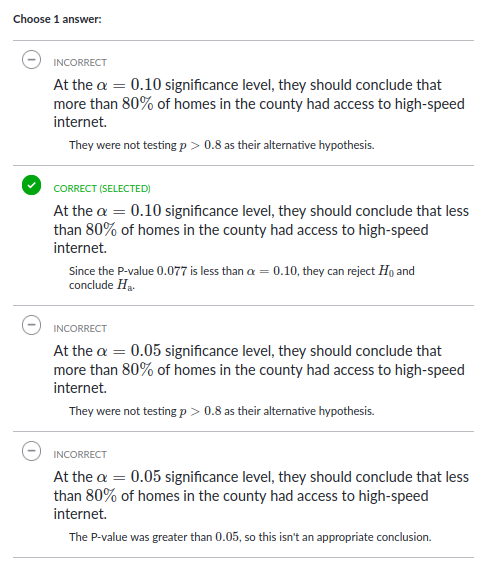 Choose 1 answer:
INCORRECT
At the α = 0.10 significance level, they should conclude that
more than 80% of homes in the county had access to high-speed
internet.
They were not testing p > 0.8 as their alternative hypothesis.
CORRECT (SELECTED)
At the α = 0.10 significance level, they should conclude that less
than 80% of homes in the county had access to high-speed
internet.
Since the P-value 0.077 is less than α = 0.10, they can reject H₀ and
conclude Hₐ.
INCORRECT
At the α = 0.05 significance level, they should conclude that
more than 80% of homes in the county had access to high-speed
internet.
They were not testing p > 0.8 as their alternative hypothesis.
INCORRECT
At the α = 0.05 significance level, they should conclude that less
than 80% of homes in the county had access to high-speed
internet.
The P-value was greater than 0.05, so this isn't an appropriate conclusion.